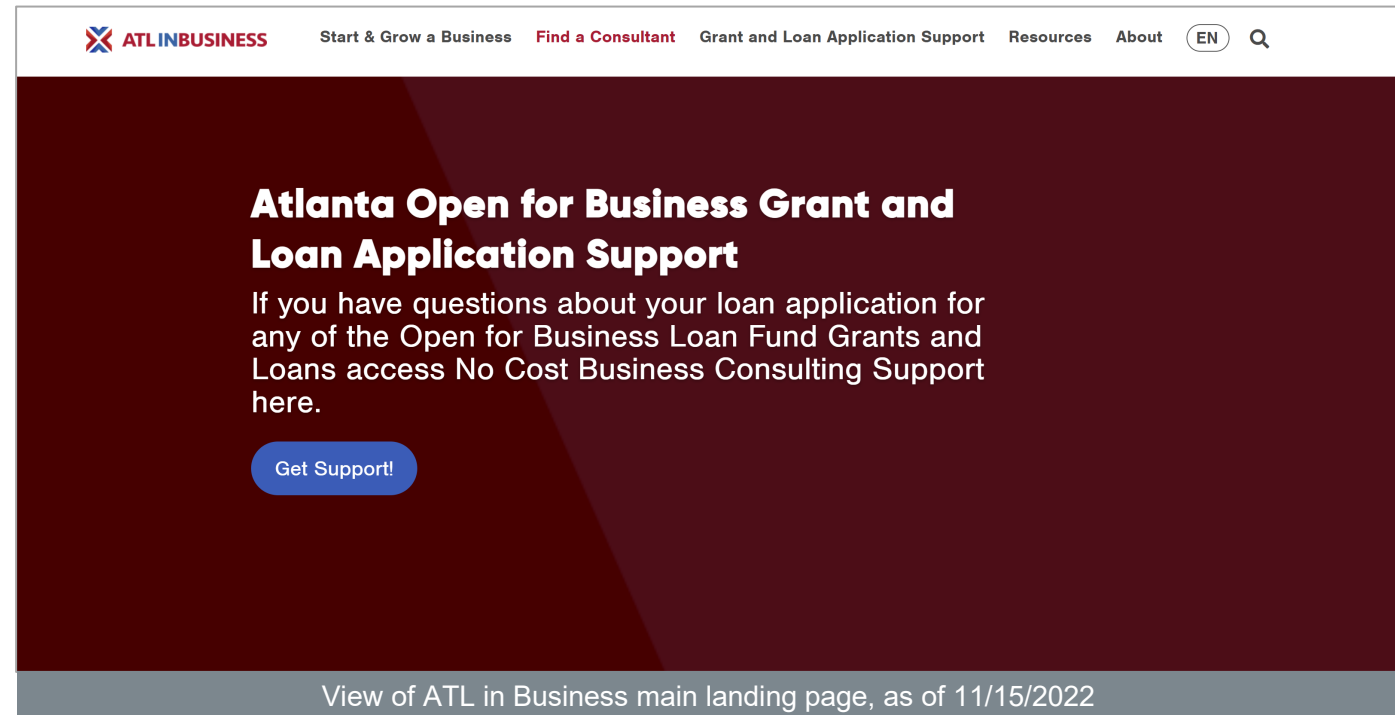 ATLINBUSINESS Start & Grow a Business Find a Consultant Grant and Loan Application Support Resources About EN
Atlanta Open for Business Grant and
Loan Application Support
If you have questions about your loan application for
any of the Open for Business Loan Fund Grants and
Loans access No Cost Business Consulting Support
here.
Get Support!
View of ATL in Business main landing page, as of 11/15/2022